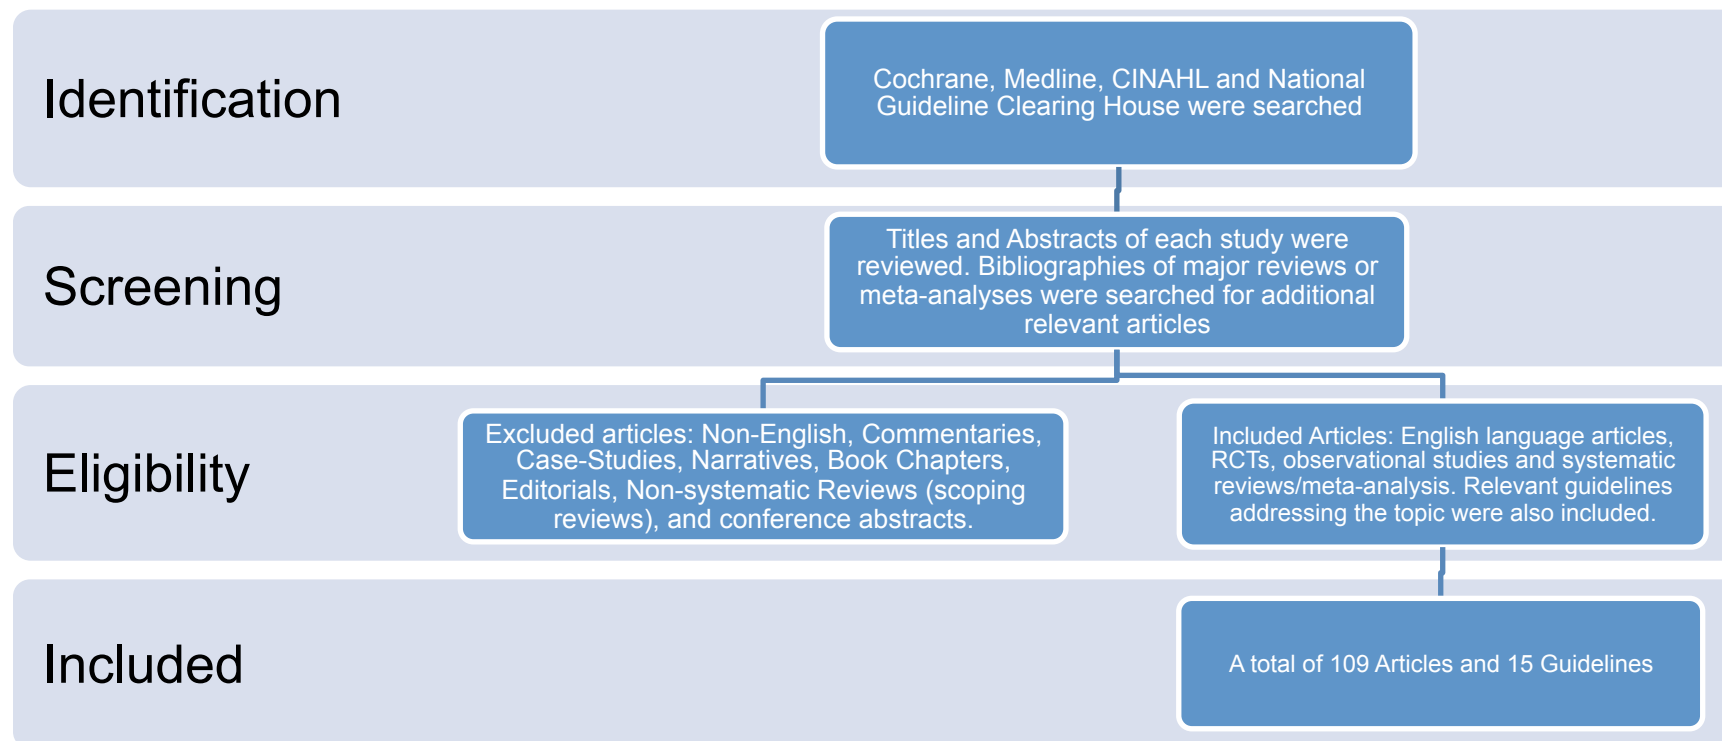 Identification
Cochrane, Medline, CINAHL and National
Guideline Clearing House were searched
Screening
Titles and Abstracts of each study were
reviewed. Bibliographies of major reviews or
meta-analyses were searched for additional
relevant articles
Eligibility
Excluded articles: Non-English, Commentaries,
Case-Studies, Narratives, Book Chapters,
Editorials, Non-systematic Reviews (scoping
reviews), and conference abstracts.
Included Articles: English language articles,
RCTs, observational studies and systematic
reviews/meta-analysis. Relevant guidelines
addressing the topic were also included.
Included
A total of 109 Articles and 15 Guidelines